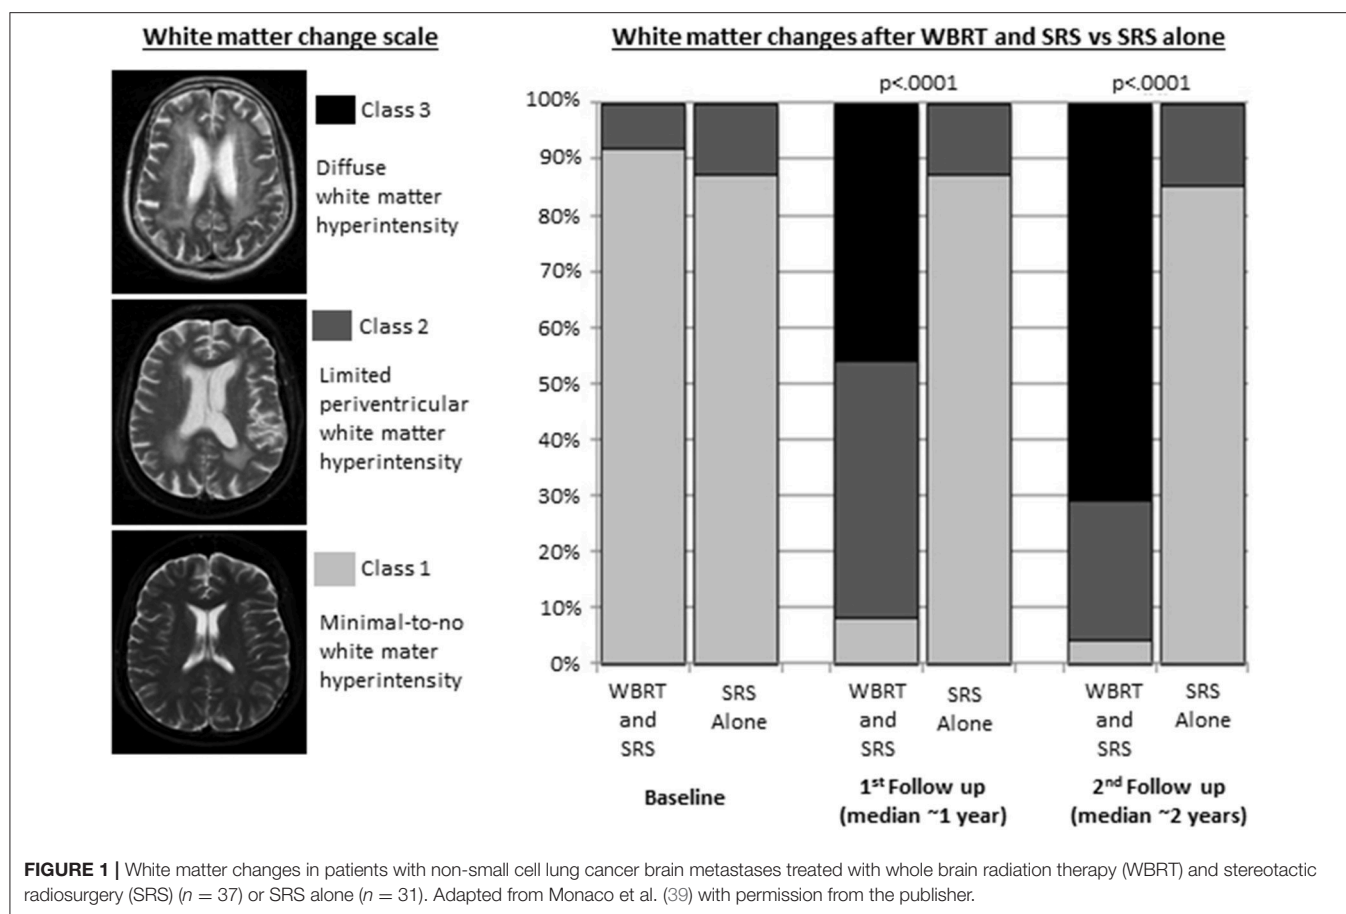 White matter change scale
Class 3
Diffuse
white matter
hyperintensity
Class 2
Limited
periventricular
white matter
hyperintensity
Class 1
Minimal-to-no
white mater
hyperintensity
White matter changes after WBRT and SRS vs SRS alone
p<.0001
p<.0001
100%
90%
80%
70%
60%
50%
40%
30%
20%
10%
0%
WBRT
and
SRS
SRS
Alone
WBRT
and
SRS
SRS
Alone
WBRT
and
SRS
SRS
Alone
Baseline
1st Follow up
(median ~1 year)
2nd Follow up
(median ~2 years)
FIGURE 1 | White matter changes in patients with non-small cell lung cancer brain metastases treated with whole brain radiation therapy (WBRT) and stereotactic
radiosurgery (SRS) (n = 37) or SRS alone (n = 31). Adapted from Monaco et al. (39) with permission from the publisher.